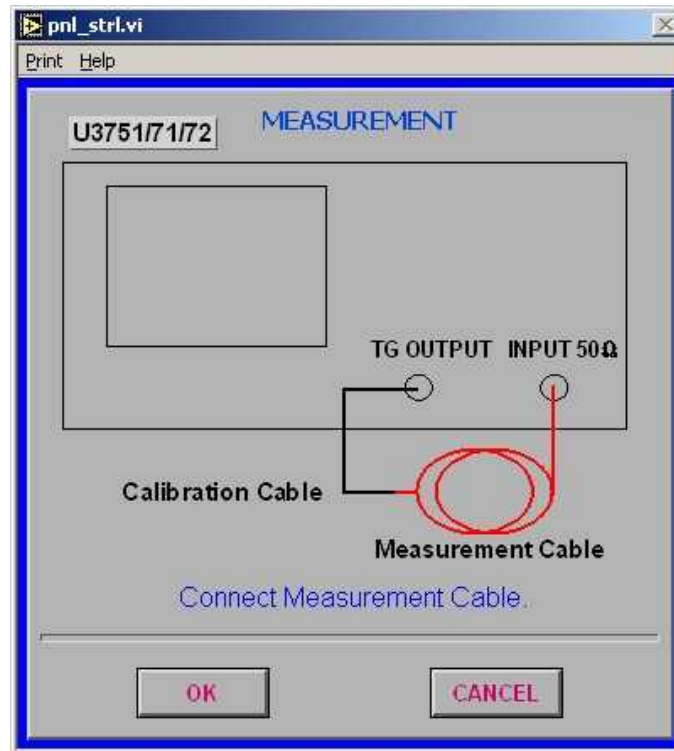 pnl_strl.vi
Print Help
U3751/71/72
MEASUREMENT
TG OUTPUT INPUT 50Ω
Calibration Cable
Measurement Cable
Connect Measurement Cable.
OK
CANCEL